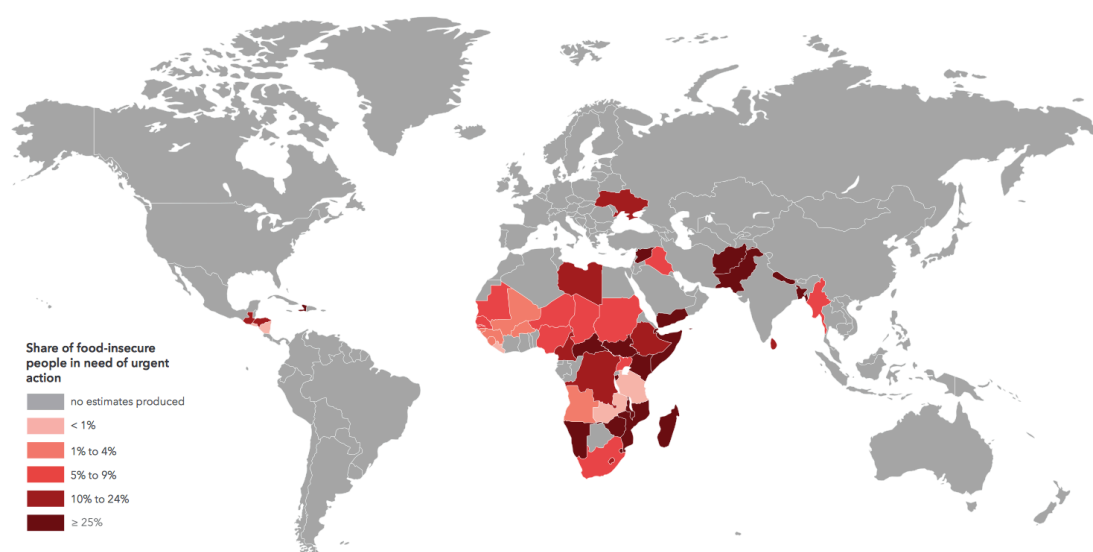 Share of food-insecure
people in need of urgent
action
no estimates produced
< 1%
1% to 4%
5% to 9%
10% to 24%
≥ 25%